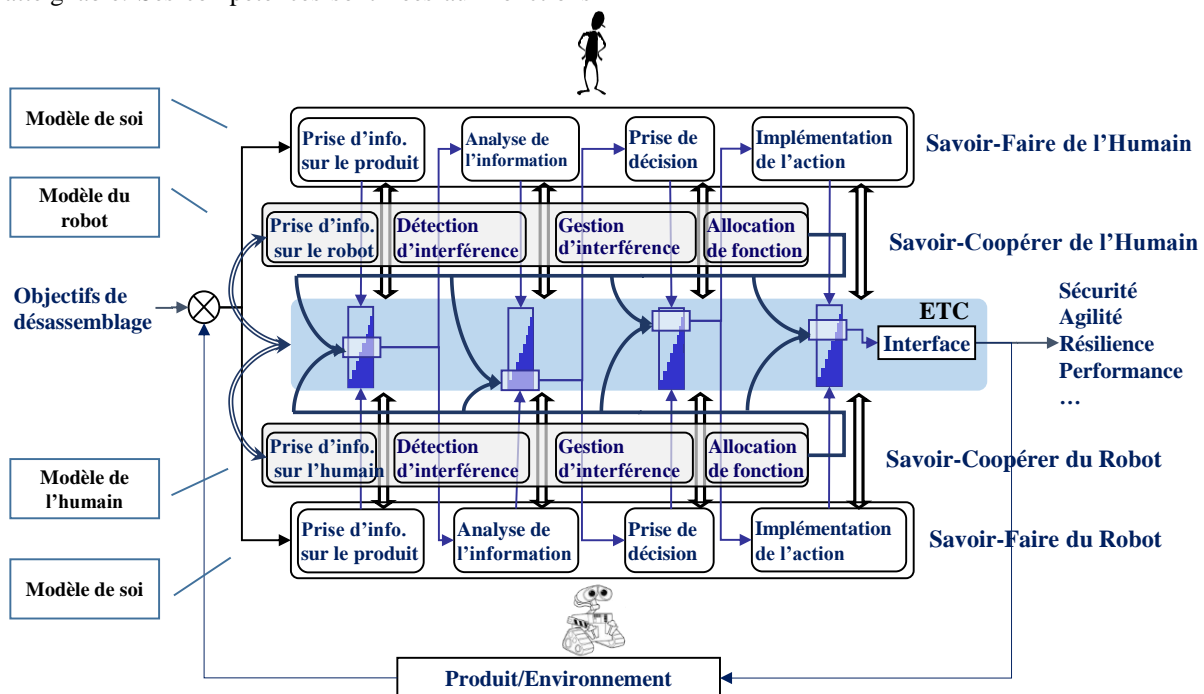 Modèle de soi
Prise d'info.
sur le produit
Analyse de
l'information
Prise de
décision
Implémentation
de l'action
Savoir-Faire de l'Humain
Modèle du
robot
Prise d'info.
sur le robot
Détection
d'interférence
Gestion
d'interférence
Allocation
de fonction
Savoir-Coopérer de l'Humain
Objectifs de
désassemblage
ETC
Interface
Sécurité
Agilité
Résilience
Performance
…
Modèle de
l'humain
Prise d'info.
sur l'humain
Détection
d'interférence
Gestion
d'interférence
Allocation
de fonction
Savoir-Coopérer du Robot
Modèle de soi
Prise d'info.
sur le produit
Analyse de
l'information
Prise de
décision
Implémentation
de l'action
Savoir-Faire du Robot
Produit/Environnement